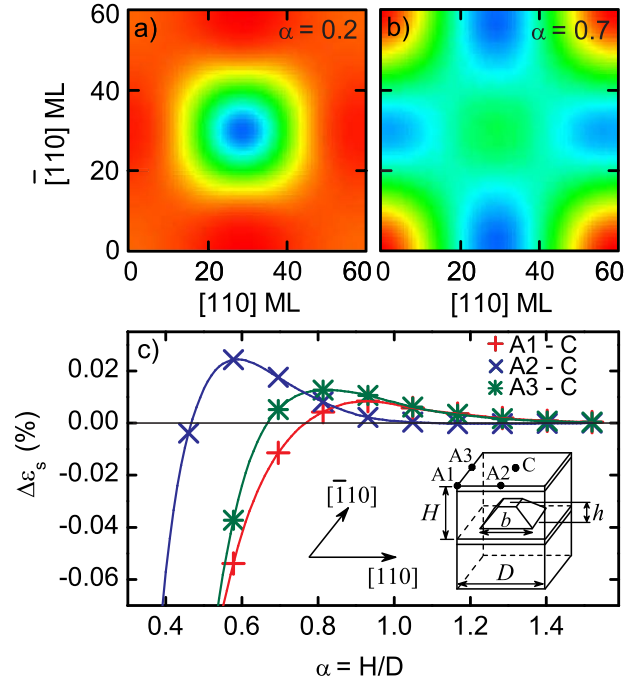 a) α = 0.2
b) α = 0.7
60
40
20
0
[1̄10] ML
0 20 40 60
[110] ML
0 20 40 60
[110] ML
c)
A1 - C
A2 - C
A3 - C
0.02
0.00
-0.02
-0.04
-0.06
Δεs (%)
A3
C
A1
A2
H
b
h
D
[1̄10]
[110]
0.4 0.6 0.8 1.0 1.2 1.4
α = H/D